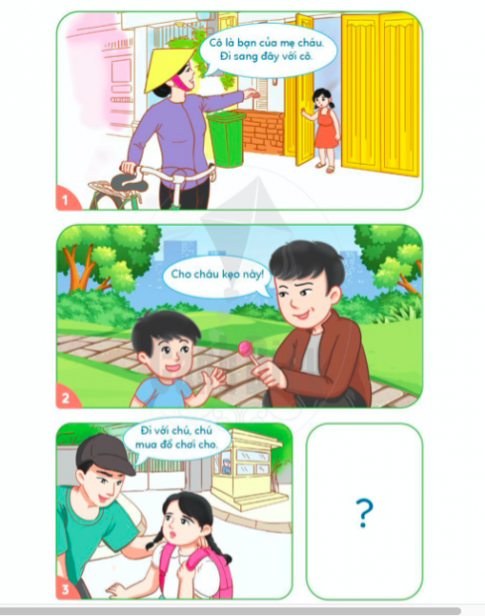 Cô là bạn của mẹ cháu.
Đi sang đây với cô.
1
Cho cháu kẹo này!
2
Đi với chú, chú
mua đồ chơi cho.
3
?